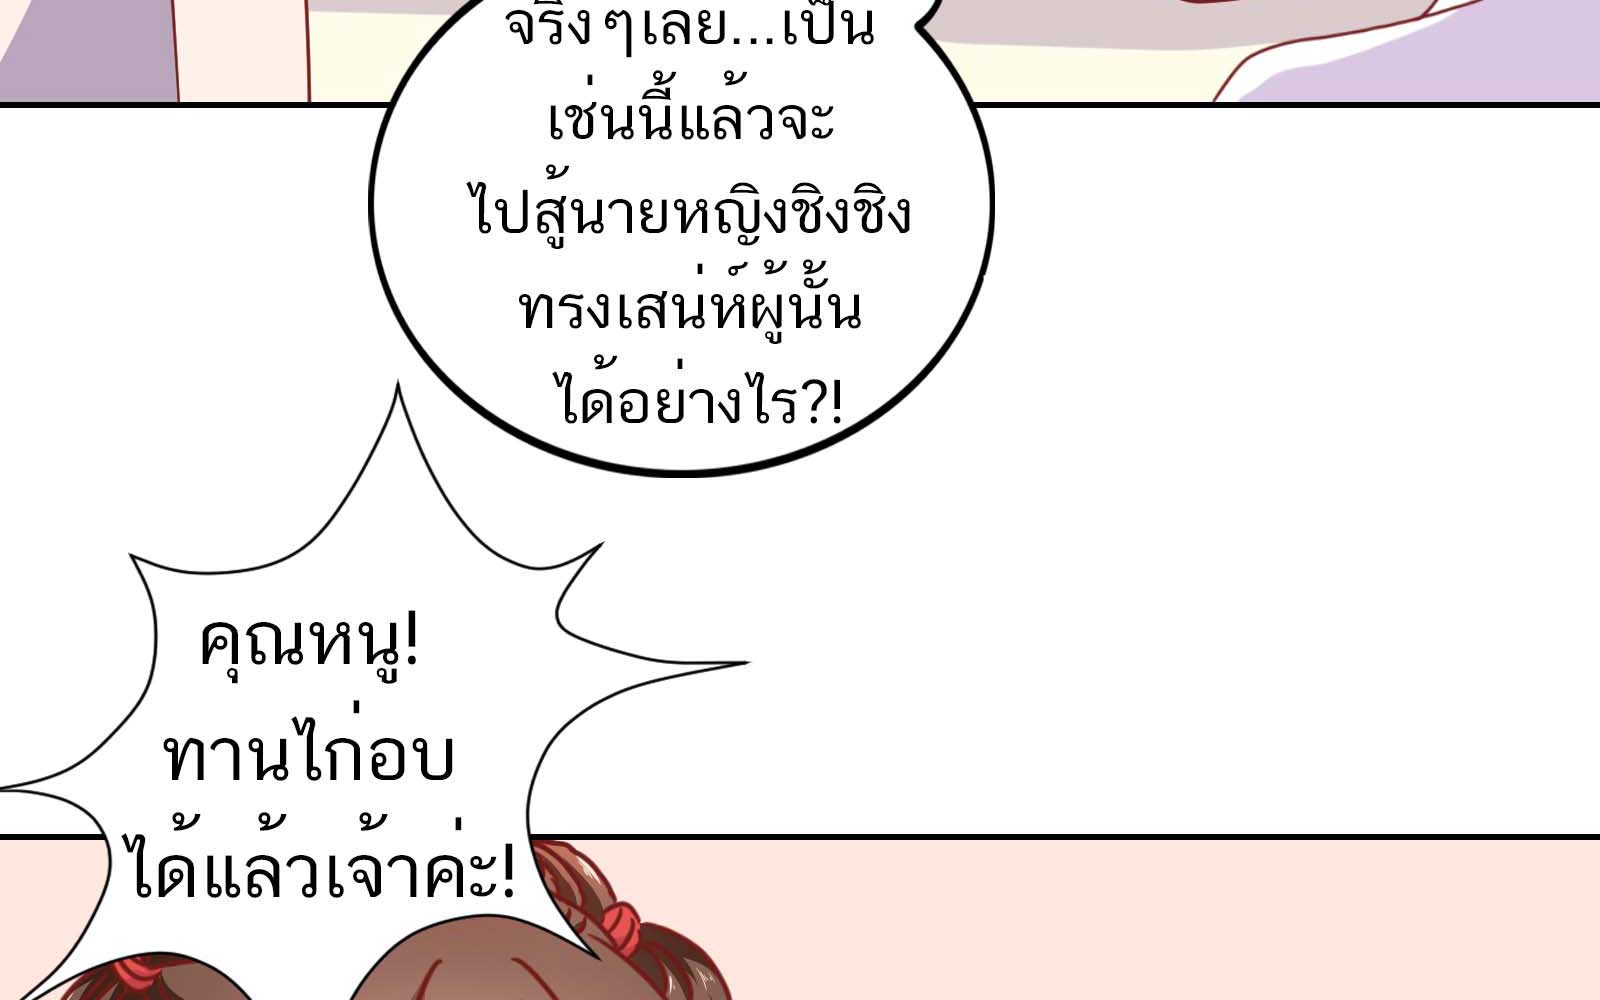 จริงๆเลย...เป็น
เช่นนี้แล้วจะ
ไปสู้นายหญิงชิงชิง
ทรงเสน่ห์ผู้นั้น
ได้อย่างไร?!
คุณหนู!
ทานไก่อบ
ได้แล้วเจ้าค่ะ!